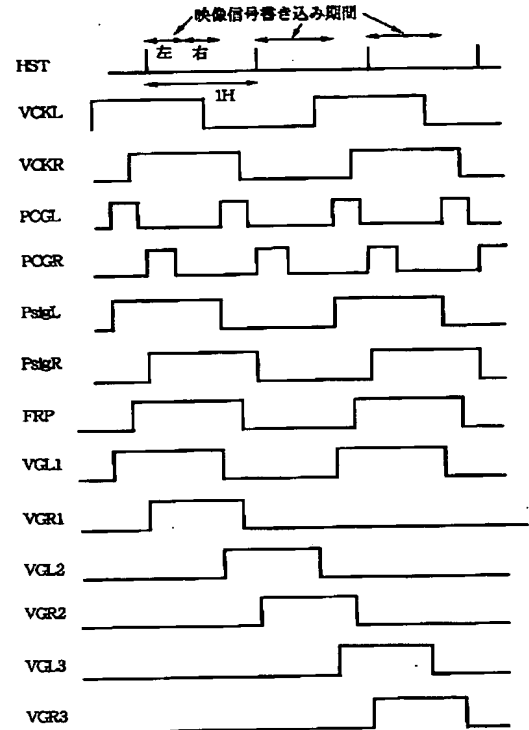 映像信号書き込み期間
左 右
HST
1H
VCKL
VCKR
PCGL
PCGR
PsigL
PsigR
FRP
VGL1
VGR1
VGL2
VGR2
VGL3
VGR3